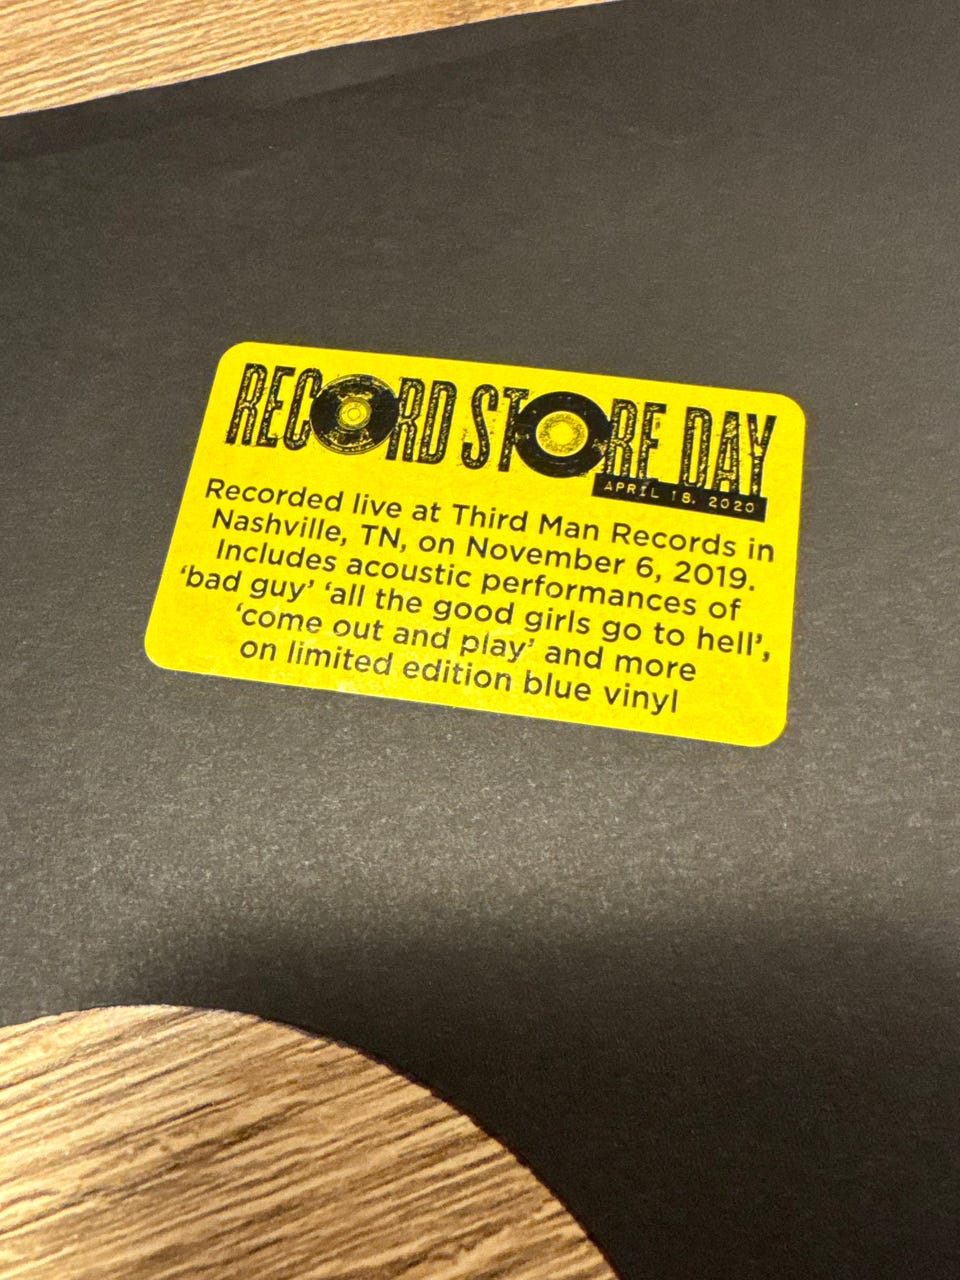 RECORD STORE DAY
APRIL 18, 2020
Recorded live at Third Man Records in
Nashville, TN, on November 6, 2019.
Includes acoustic performances of
‘bad guy’ ‘all the good girls go to hell’,
‘come out and play’ and more
on limited edition blue vinyl